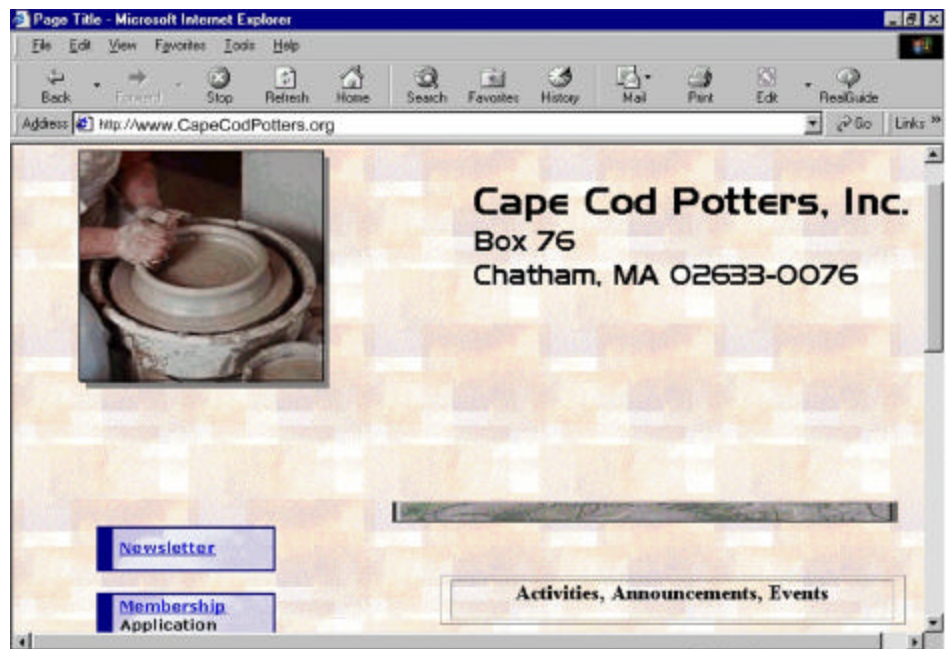 Page Title - Microsoft Internet Explorer
File Edit View Favorites Tools Help
Back Forward Stop Refresh Home Search Favorites History Mail Print Edit RealGuide
Address http://www.CapeCodPotters.org Go Links »
Cape Cod Potters, Inc.
Box 76
Chatham, MA 02633-0076
Newsletter
Activities, Announcements, Events
Membership
Application